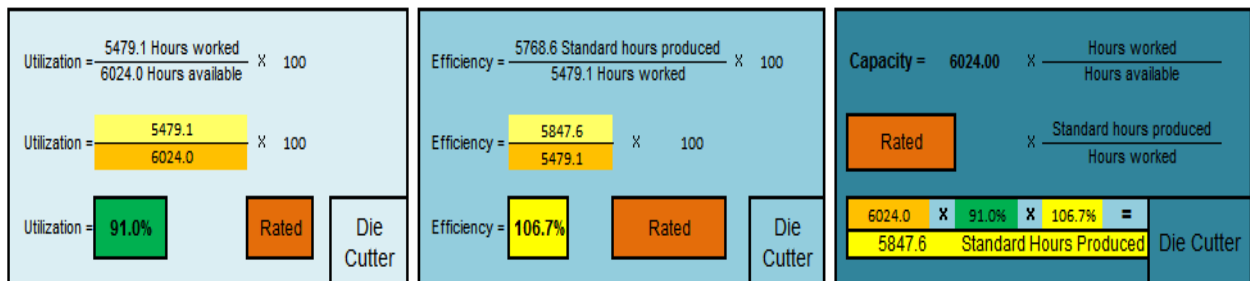 Utilization = 5479.1 Hours worked X 100
6024.0 Hours available
Utilization = 5479.1 X 100
6024.0
Utilization = 91.0% Rated Die
Cutter
Efficiency = 5768.6 Standard hours produced X 100
5479.1 Hours worked
Efficiency = 5847.6 X 100
5479.1
Efficiency = 106.7% Rated Die
Cutter
Capacity = 6024.00 X Hours worked
Hours available
Rated X Standard hours produced
Hours worked
6024.0 X 91.0% X 106.7% =
5847.6 Standard Hours Produced Die Cutter